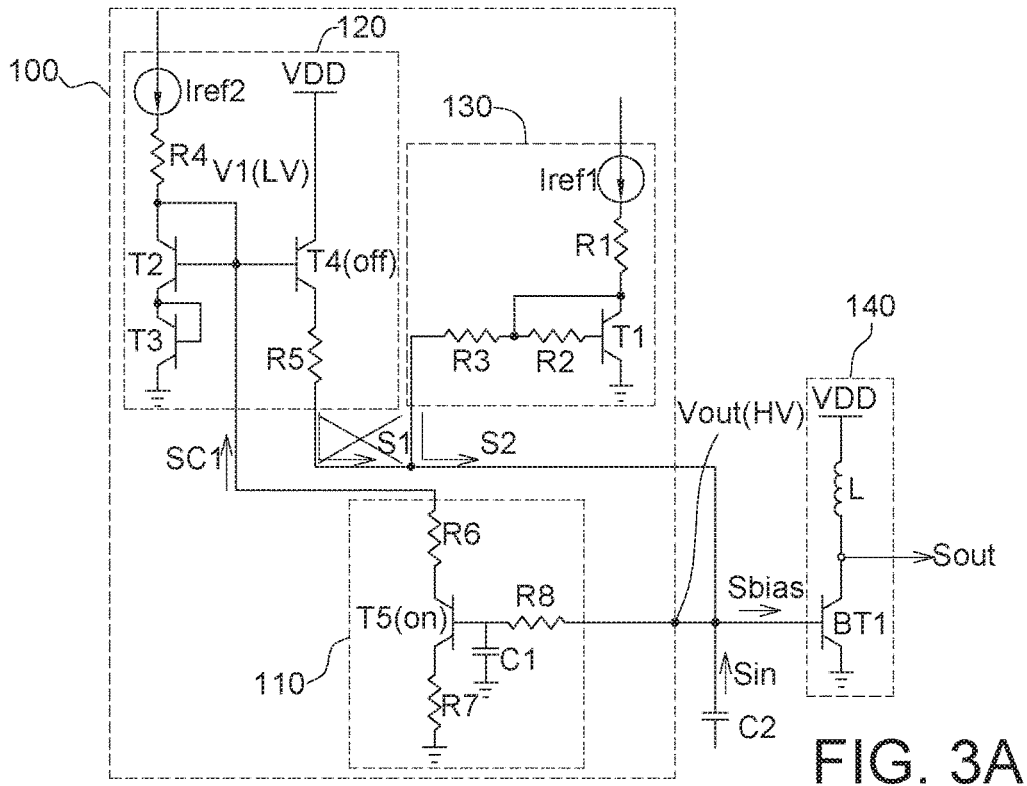 100
120
VDD
Iref2
130
R4
V1(LV)
Iref1
R1
T2
T4(off)
T3
R5
R3
R2
T1
140
VDD
Vout(HV)
SC1
S1
S2
L
R6
Sout
T5(on)
R8
Sbias
BT1
C1
110
R7
Sin
C2
FIG. 3A